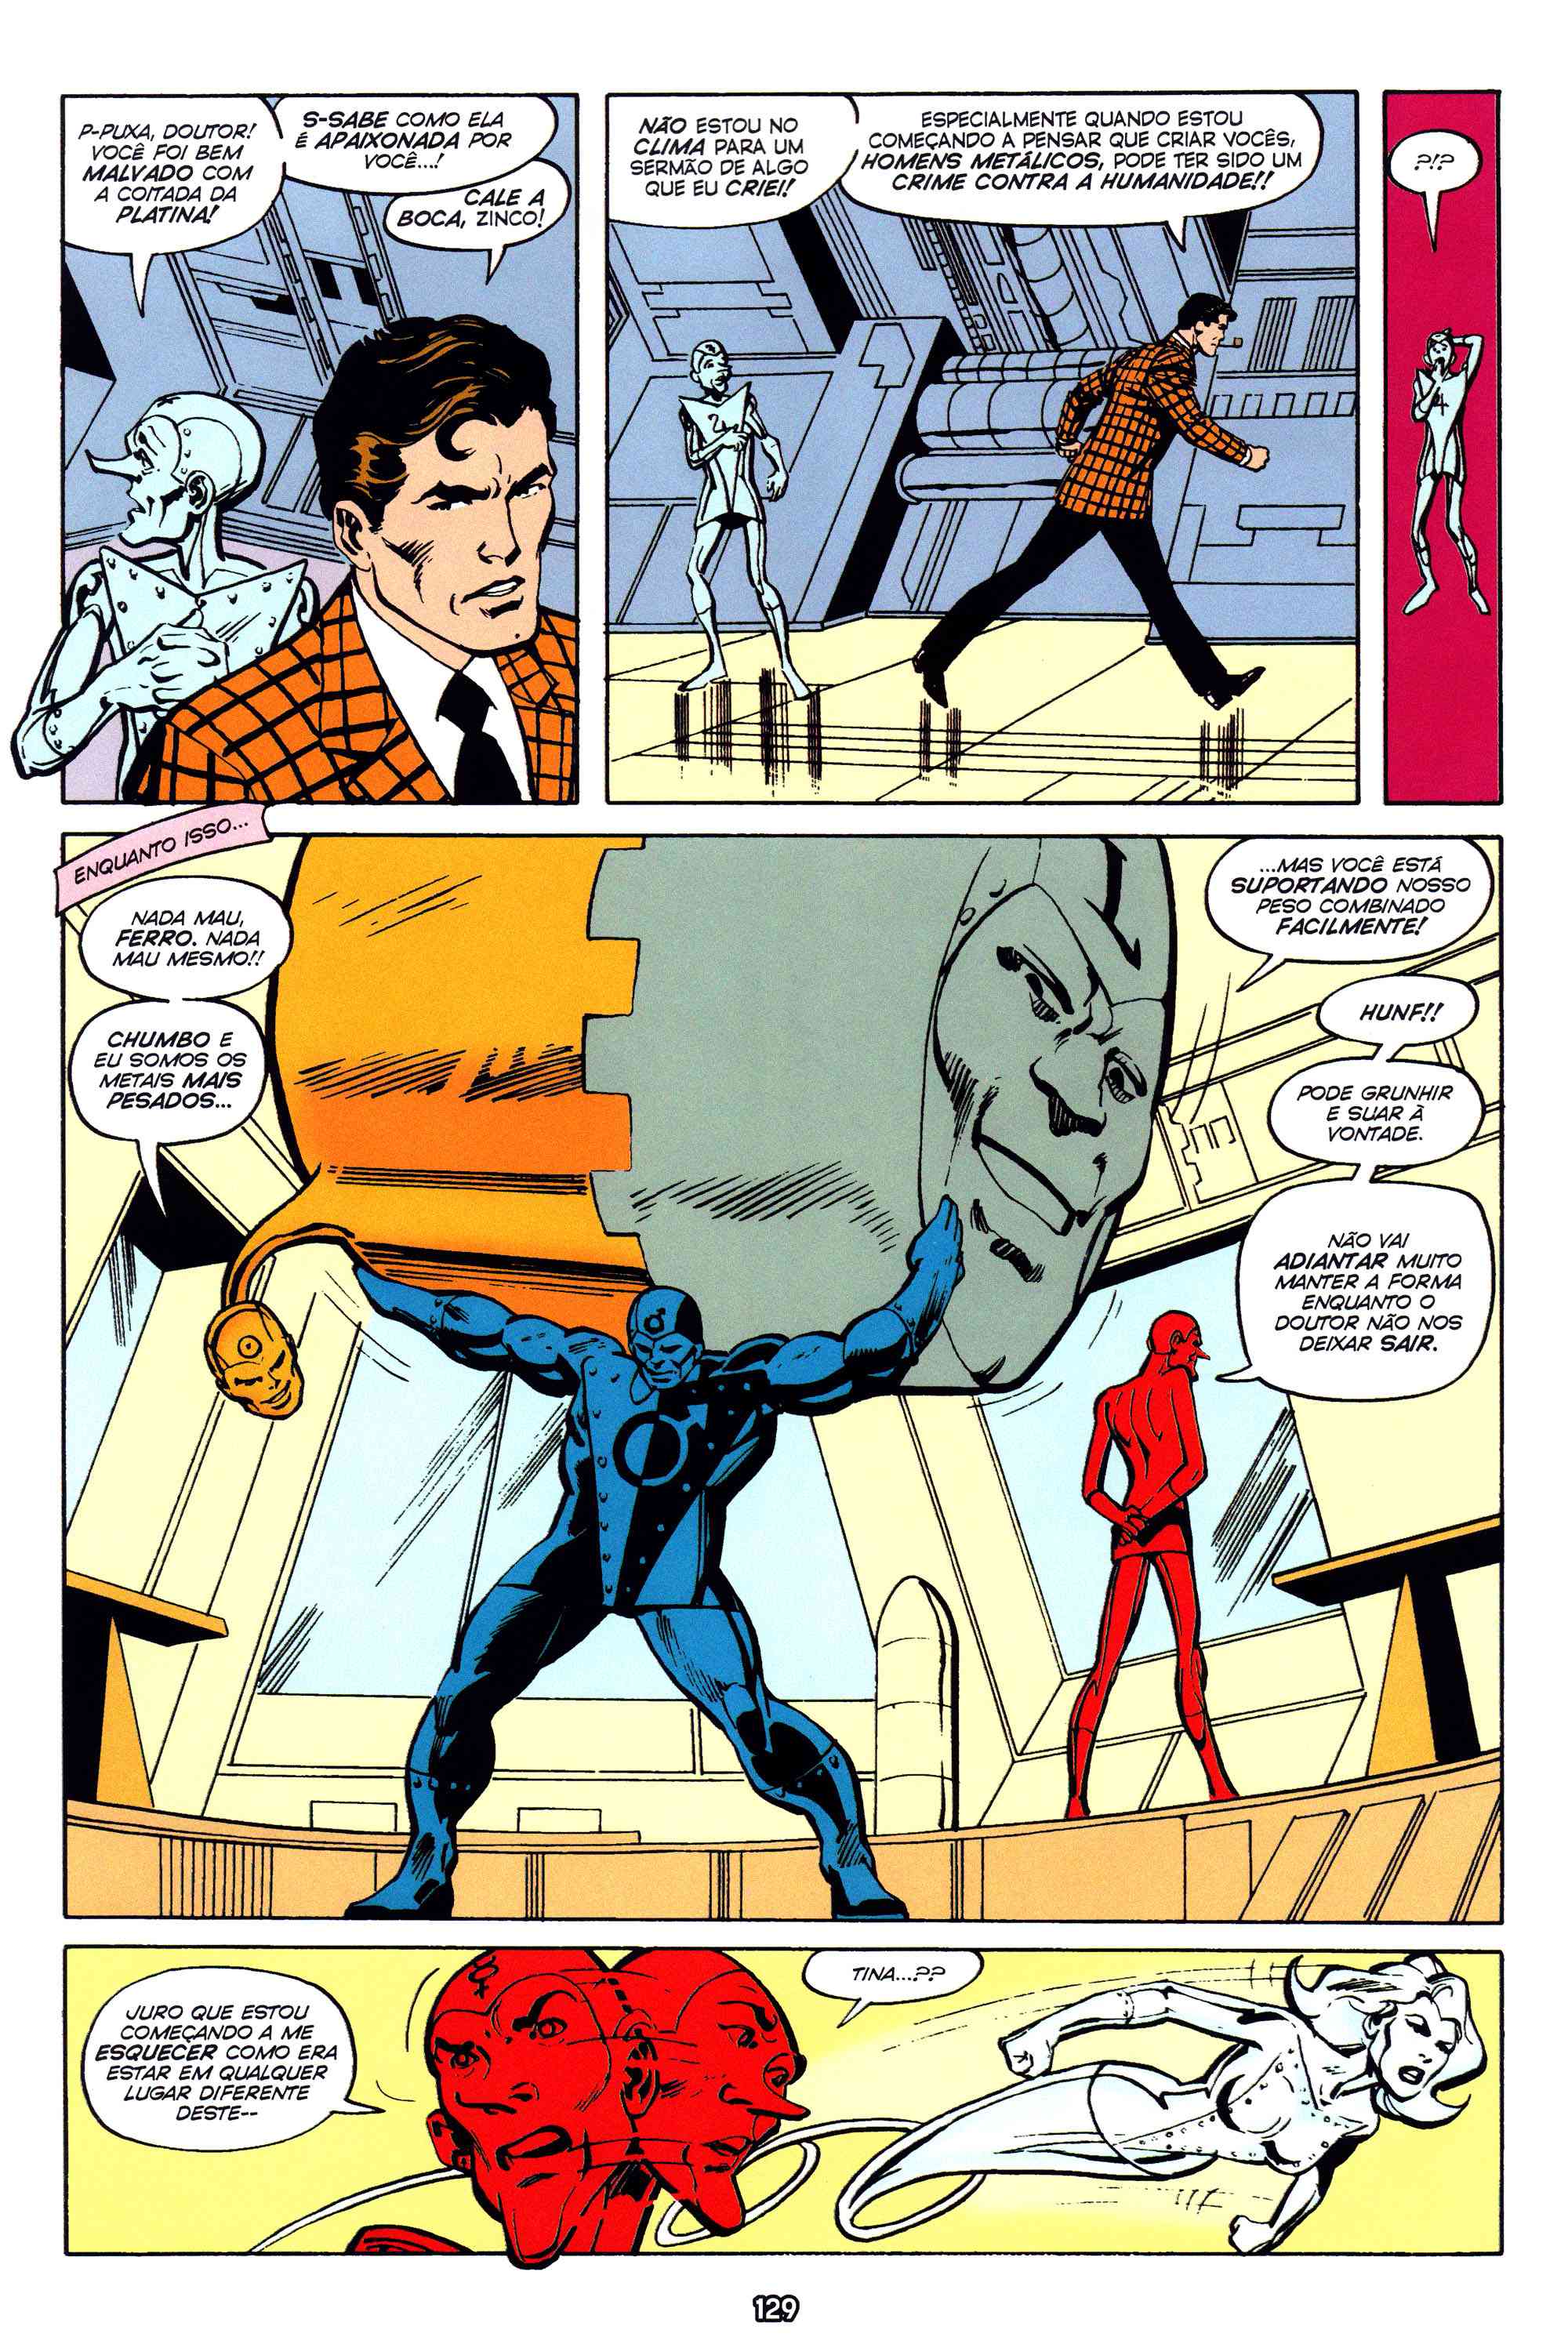 P-PUXA, DOUTOR!
VOCÊ FOI BEM
MALVADO COM
A COITADA DA
PLATINA!
S-SABE COMO ELA
É APAIXONADA POR
VOCÊ...!
CALE A
BOCA, ZINCO!
NÃO ESTOU NO
CLIMA PARA UM
SERMÃO DE ALGO
QUE EU CRIEI!
ESPECIALMENTE QUANDO ESTOU
COMEÇANDO A PENSAR QUE CRIAR VOCÊS,
HOMENS METÁLICOS, PODE TER SIDO UM
CRIME CONTRA A HUMANIDADE!!
?!?
ENQUANTO ISSO...
NADA MAU,
FERRO. NADA
MAU MESMO!!
CHUMBO E
EU SOMOS OS
METAIS MAIS
PESADOS...
...MAS VOCÊ ESTÁ
SUPORTANDO NOSSO
PESO COMBINADO
FACILMENTE!
HUNF!!
PODE GRUNHIR
E SUAR À
VONTADE.
NÃO VAI
ADIANTAR MUITO
MANTER A FORMA
ENQUANTO O
DOUTOR NÃO NOS
DEIXAR SAIR.
JURO QUE ESTOU
COMEÇANDO A ME
ESQUECER COMO ERA
ESTAR EM QUALQUER
LUGAR DIFERENTE
DESTE--
TINA...??
129